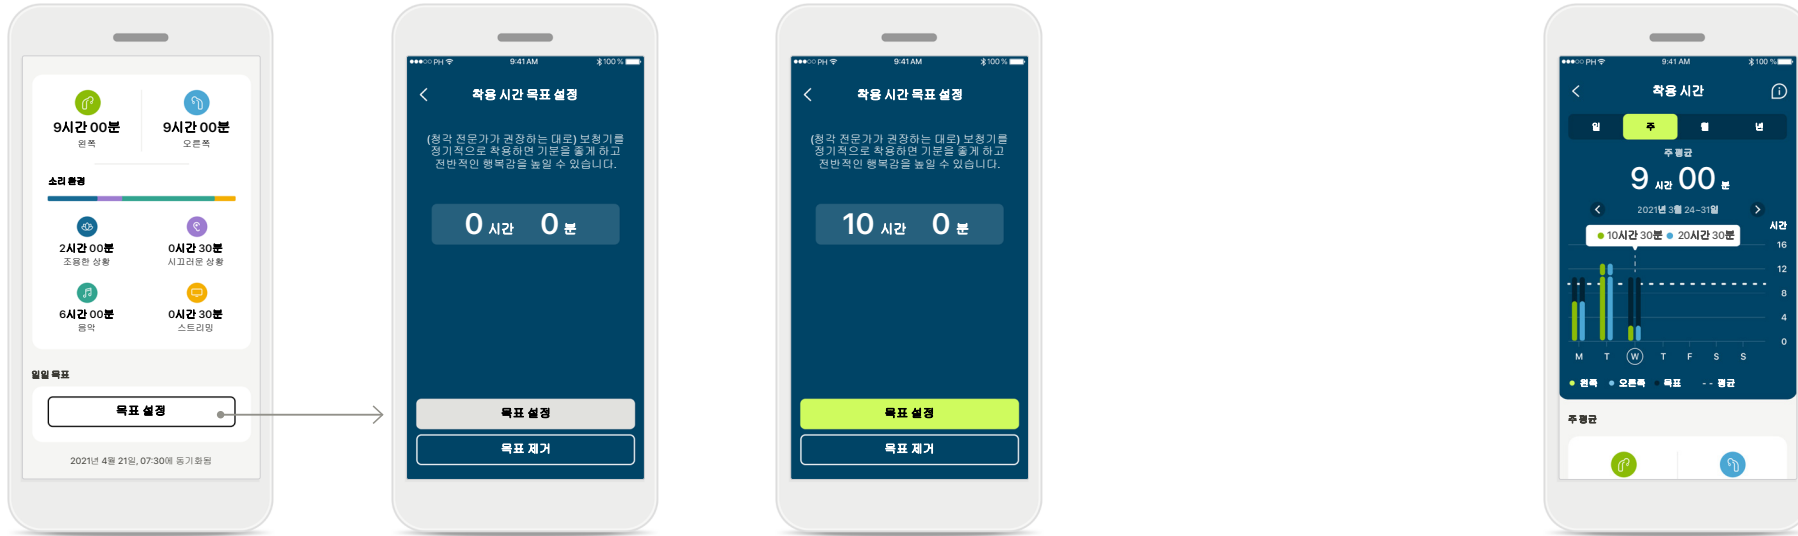 9시간 00분
왼쪽
9시간 00분
오른쪽
소리 환경
2시간 00분
조용한 상황
0시간 30분
시끄러운 상황
6시간 00분
음악
0시간 30분
스트리밍
일일 목표
목표 설정
2021년 4월 21일, 07:30에 동기화됨
PH 9:41 AM 100 %
착용 시간 목표 설정
(청각 전문가가 권장하는 대로) 보청기를
정기적으로 착용하면 기분을 좋게 하고
전반적인 행복감을 높일 수 있습니다.
0 시간 0 분
목표 설정
목표 제거
PH 9:41 AM 100 %
착용 시간 목표 설정
(청각 전문가가 권장하는 대로) 보청기를
정기적으로 착용하면 기분을 좋게 하고
전반적인 행복감을 높일 수 있습니다.
10 시간 0 분
목표 설정
목표 제거
PH 9:41 AM 100 %
착용 시간
일 주 월 년
주 평균
9 시간 00 분
2021년 3월 24–31일
시간
10시간 30분 20시간 30분
16
12
8
4
0
M T W T F S S
왼쪽 오른쪽 목표 평균
주 평균